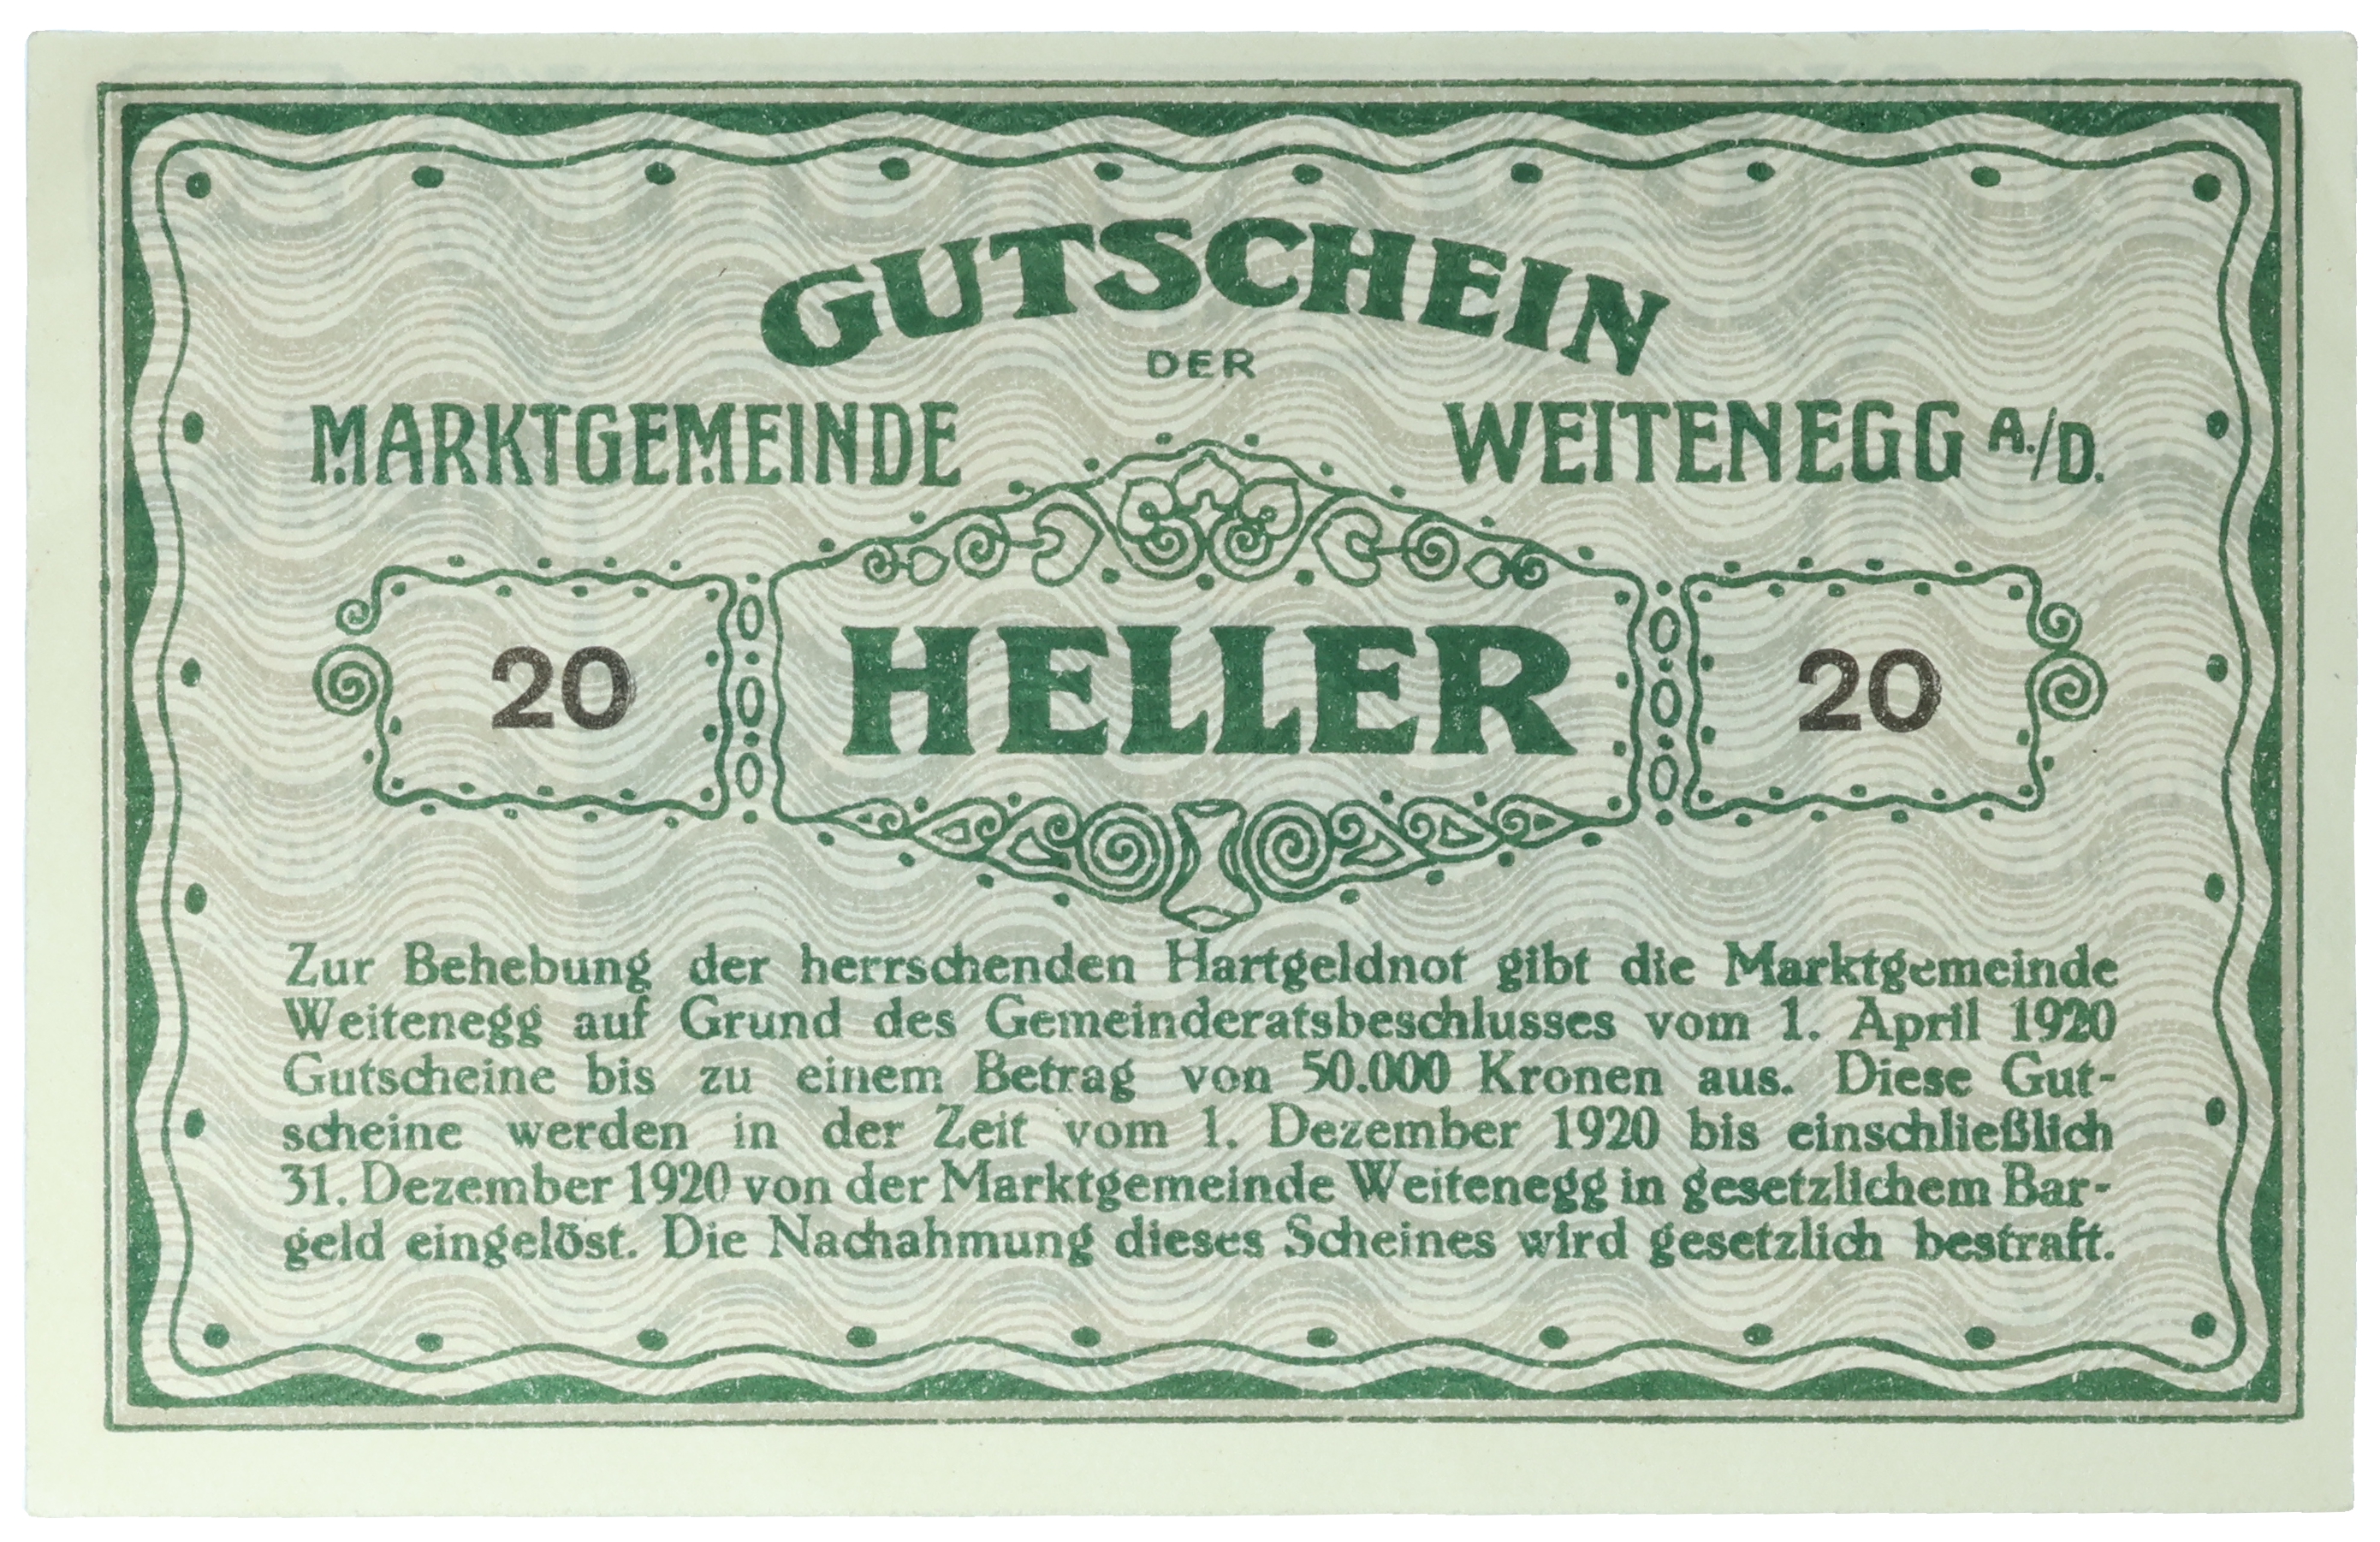 GUTSCHEIN
DER
MARKTGEMEINDE WEITENEGG A./D.
20 HELLER 20
Zur Behebung der herrschenden Hartgeldnot gibt die Marktgemeinde
Weitenegg auf Grund des Gemeinderatsbeschlusses vom 1. April 1920
Gutscheine bis zu einem Betrag von 50.000 Kronen aus. Diese Gut-
scheine werden in der Zeit vom 1. Dezember 1920 bis einschließlich
31. Dezember 1920 von der Marktgemeinde Weitenegg in gesetzlichem Bar-
geld eingelöst. Die Nachahmung dieses Scheines wird gesetzlich bestraft.